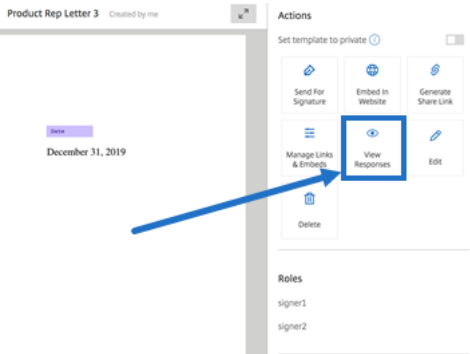 Product Rep Letter 3 Created by me
Date
December 31, 2019
Actions
Set template to private
Send For
Signature
Embed In
Website
Generate
Share Link
Manage Links
& Embeds
View
Responses
Edit
Delete
Roles
signer1
signer2